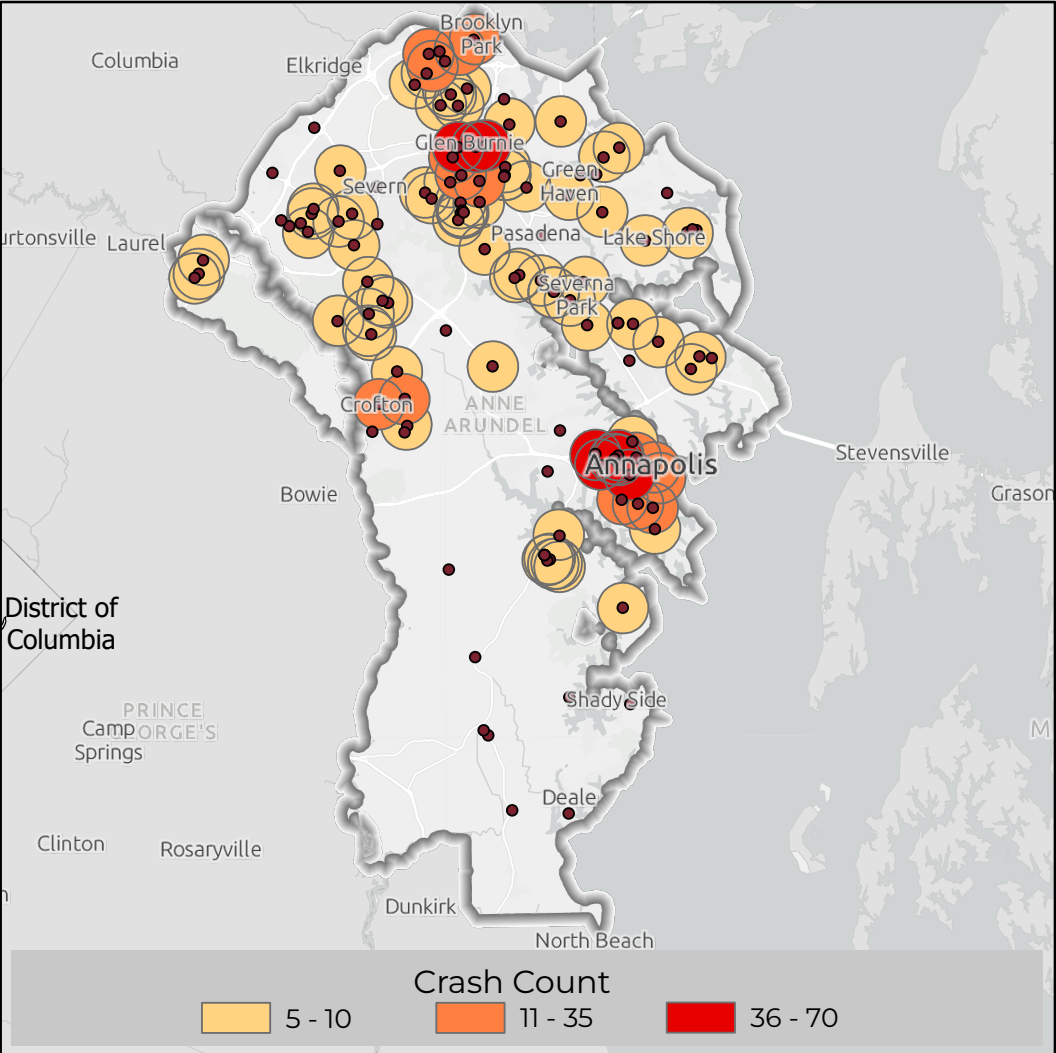 Brooklyn
Park
Columbia
Elkridge
Glen Burnie
Green
Haven
Severn
urtonsville
Laurel
Pasadena
Lake Shore
Severna
Park
Crofton
ANNE
ARUNDEL
Annapolis
Stevensville
Bowie
Grason
District of
Columbia
Shady Side
PRINCE
GEORGE'S
Camp
Springs
M
Deale
Clinton
Rosaryville
n
Dunkirk
North Beach
Crash Count
5 - 10
11 - 35
36 - 70